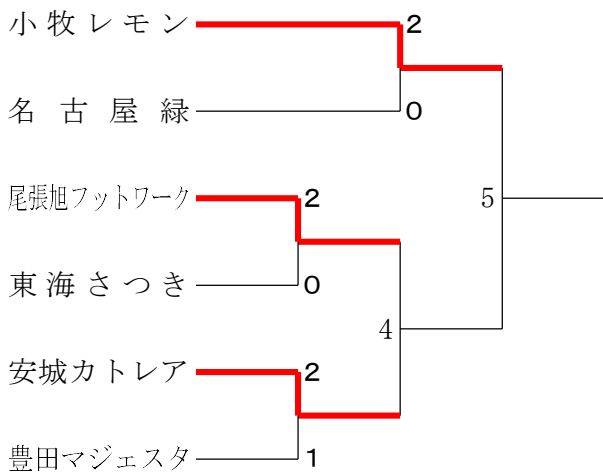 小牧レモン 2
名古屋緑 0
尾張旭フットワーク 2
5
東海さつき 0
4
安城カトレア 2
豊田マジェスタ 1